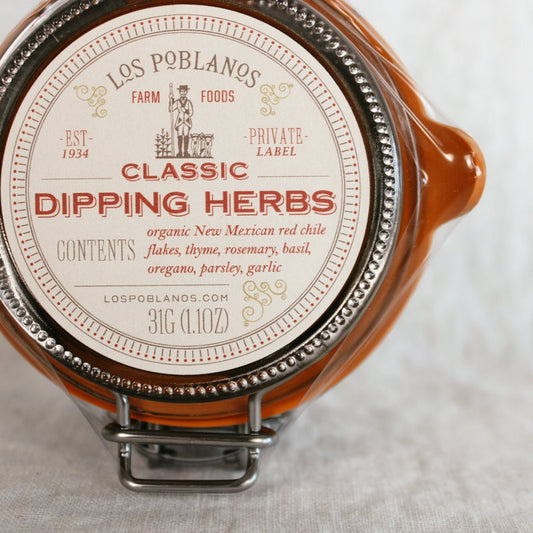 LOS POBLANOS
FARM FOODS
-EST- -PRIVATE-
1934 LABEL
CLASSIC
DIPPING HERBS
CONTENTS
organic New Mexican red chile
flakes, thyme, rosemary, basil,
oregano, parsley, garlic
LOSPOBLANOS.COM
31G (1.1OZ)